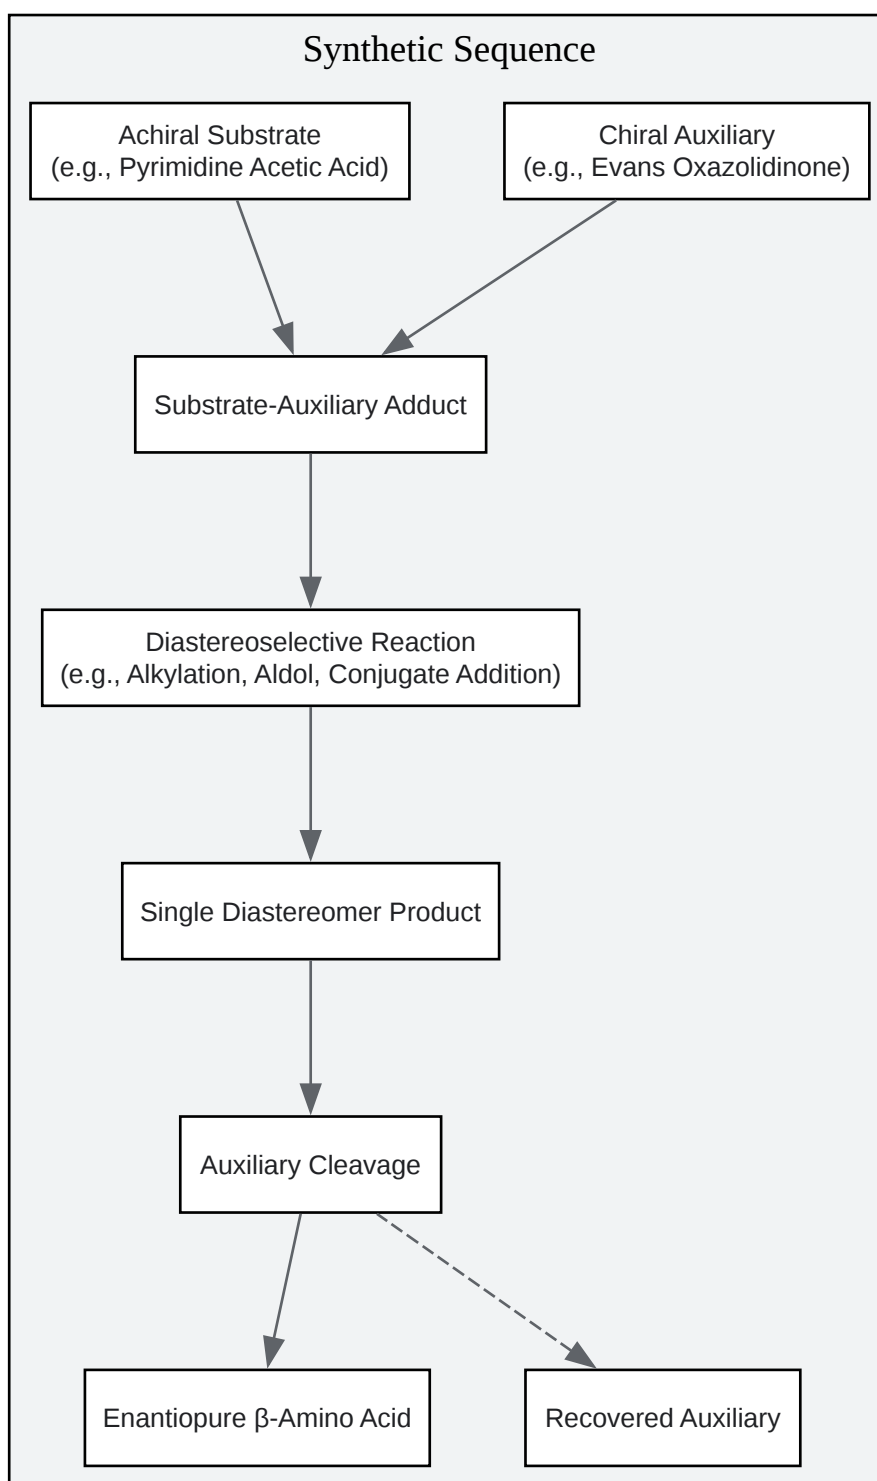 Synthetic Sequence
Achiral Substrate
(e.g., Pyrimidine Acetic Acid)
Chiral Auxiliary
(e.g., Evans Oxazolidinone)
Substrate-Auxiliary Adduct
Diastereoselective Reaction
(e.g., Alkylation, Aldol, Conjugate Addition)
Single Diastereomer Product
Auxiliary Cleavage
Enantiopure β-Amino Acid
Recovered Auxiliary